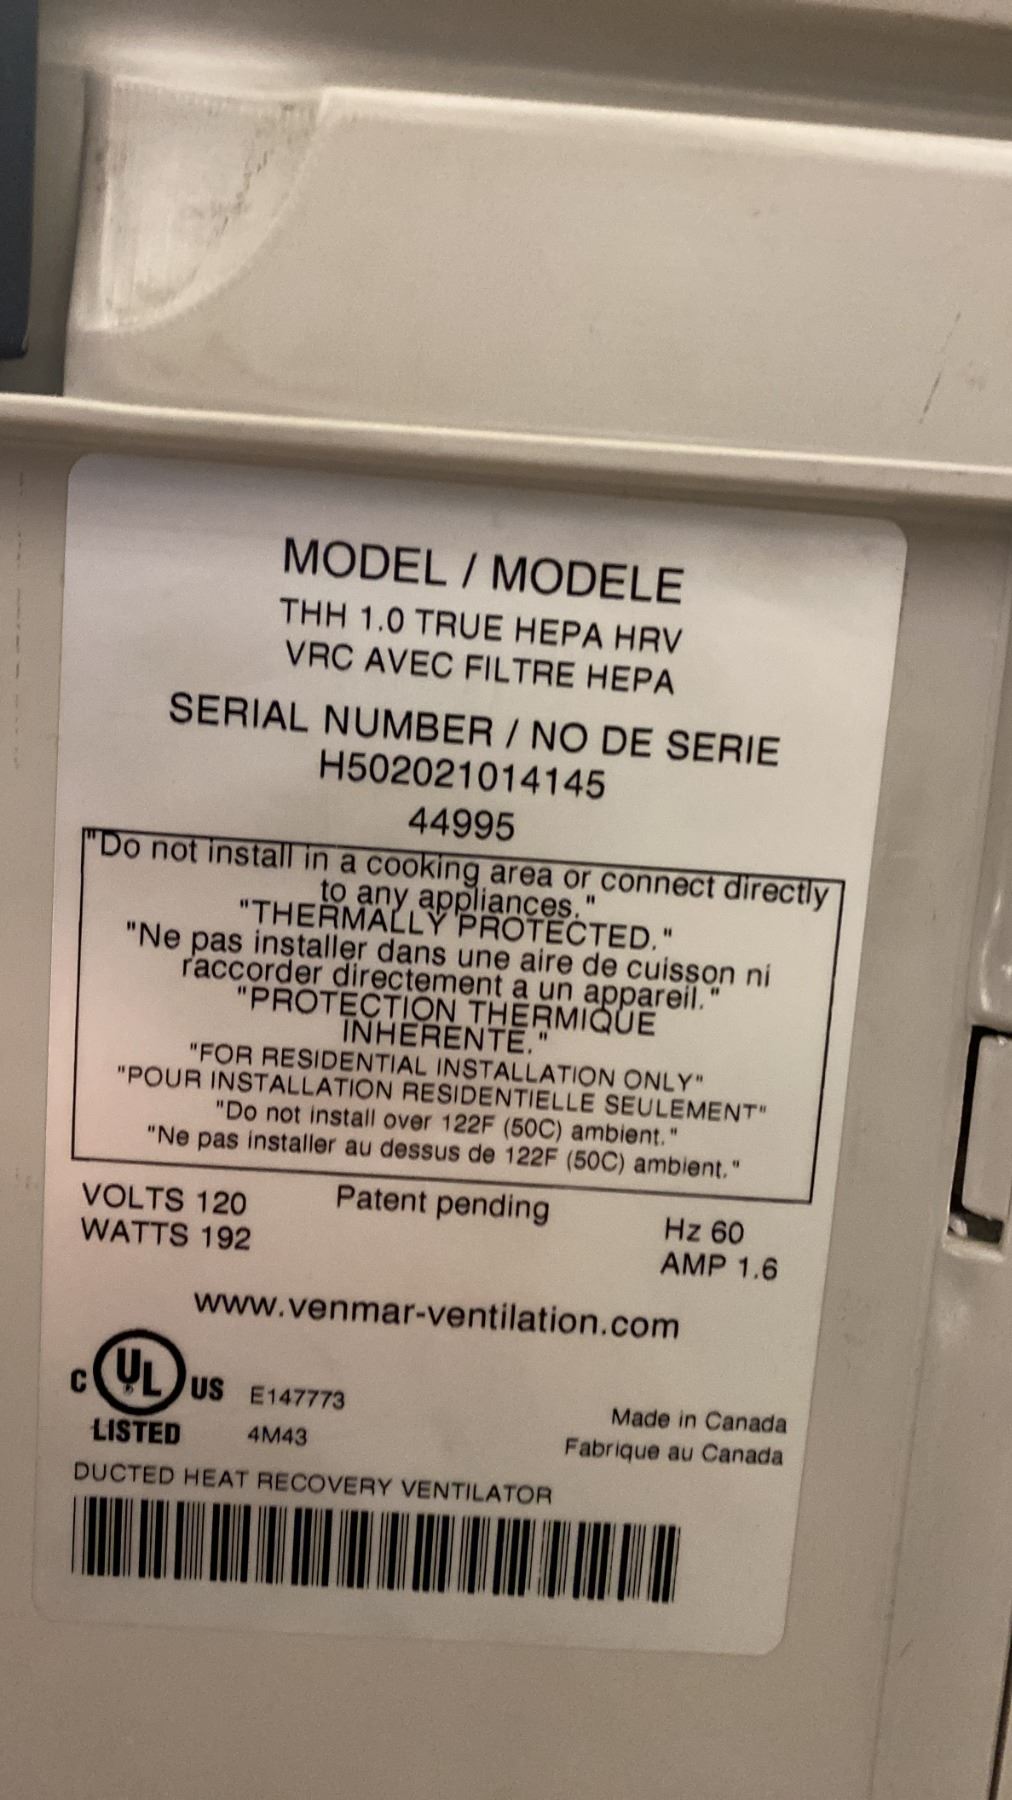 MODEL / MODELE
THH 1.0 TRUE HEPA HRV
VRC AVEC FILTRE HEPA
SERIAL NUMBER / NO DE SERIE
H502021014145
44995
"Do not install in a cooking area or connect directly
to any appliances."
"THERMALLY PROTECTED."
"Ne pas installer dans une aire de cuisson ni
raccorder directement a un appareil."
"PROTECTION THERMIQUE
INHERENTE."
"FOR RESIDENTIAL INSTALLATION ONLY"
"POUR INSTALLATION RESIDENTIELLE SEULEMENT"
"Do not install over 122F (50C) ambient."
"Ne pas installer au dessus de 122F (50C) ambient."
VOLTS 120 Patent pending Hz 60
WATTS 192 AMP 1.6
www.venmar-ventilation.com
C UL ® US E147773
LISTED 4M43
Made in Canada
Fabrique au Canada
DUCTED HEAT RECOVERY VENTILATOR